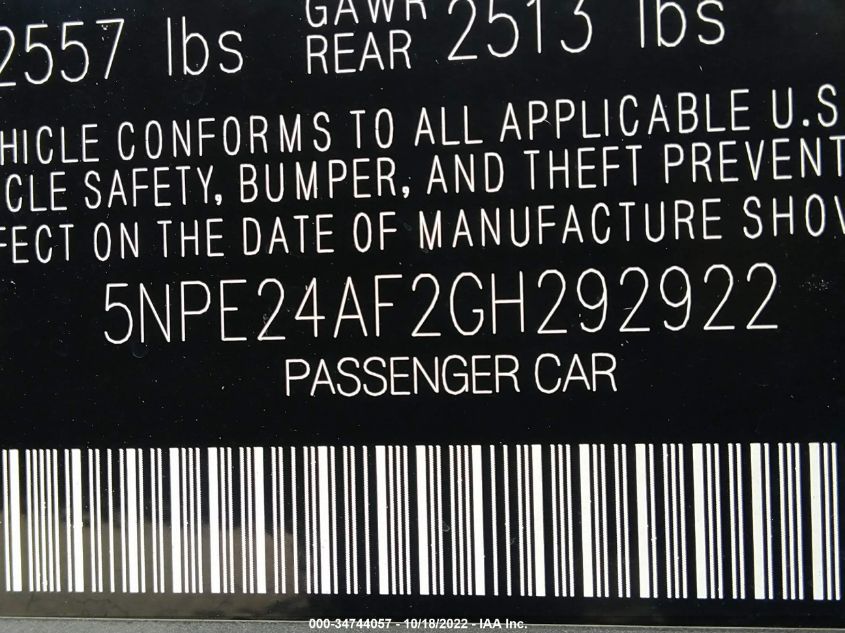 2557 lbs GAWR REAR 2513 lbs
HICLE CONFORMS TO ALL APPLICABLE U.S
CLE SAFETY, BUMPER, AND THEFT PREVENT
FECT ON THE DATE OF MANUFACTURE SHOW
5NPE24AF2GH292922
PASSENGER CAR
000-34744057 - 10/18/2022 - IAA Inc.